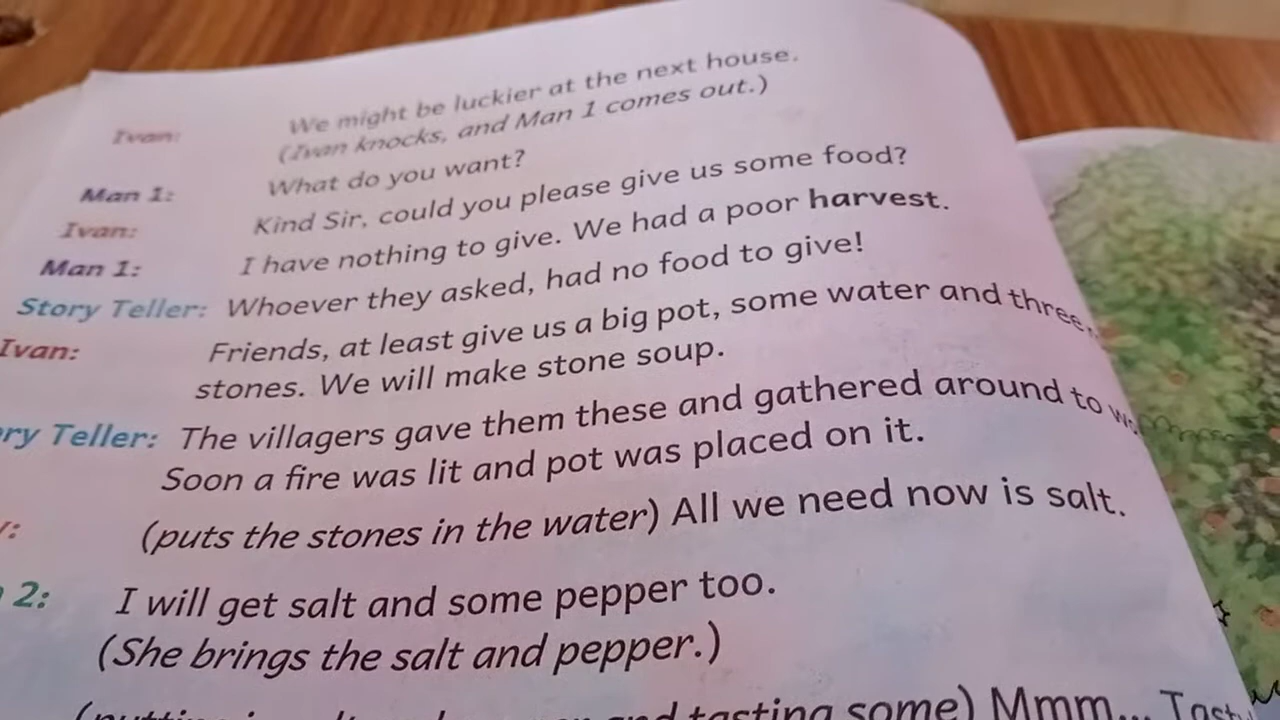 Ivan: We might be luckier at the next house.
(Ivan knocks, and Man 1 comes out.)
Man 1: What do you want?
Ivan: Kind Sir, could you please give us some food?
Man 1: I have nothing to give. We had a poor harvest.
Story Teller: Whoever they asked, had no food to give!
Ivan: Friends, at least give us a big pot, some water and three
stones. We will make stone soup.
ry Teller: The villagers gave them these and gathered around to
Soon a fire was lit and pot was placed on it.
(puts the stones in the water) All we need now is salt.
2: I will get salt and some pepper too.
(She brings the salt and pepper.)
and tasting some) Mmm...